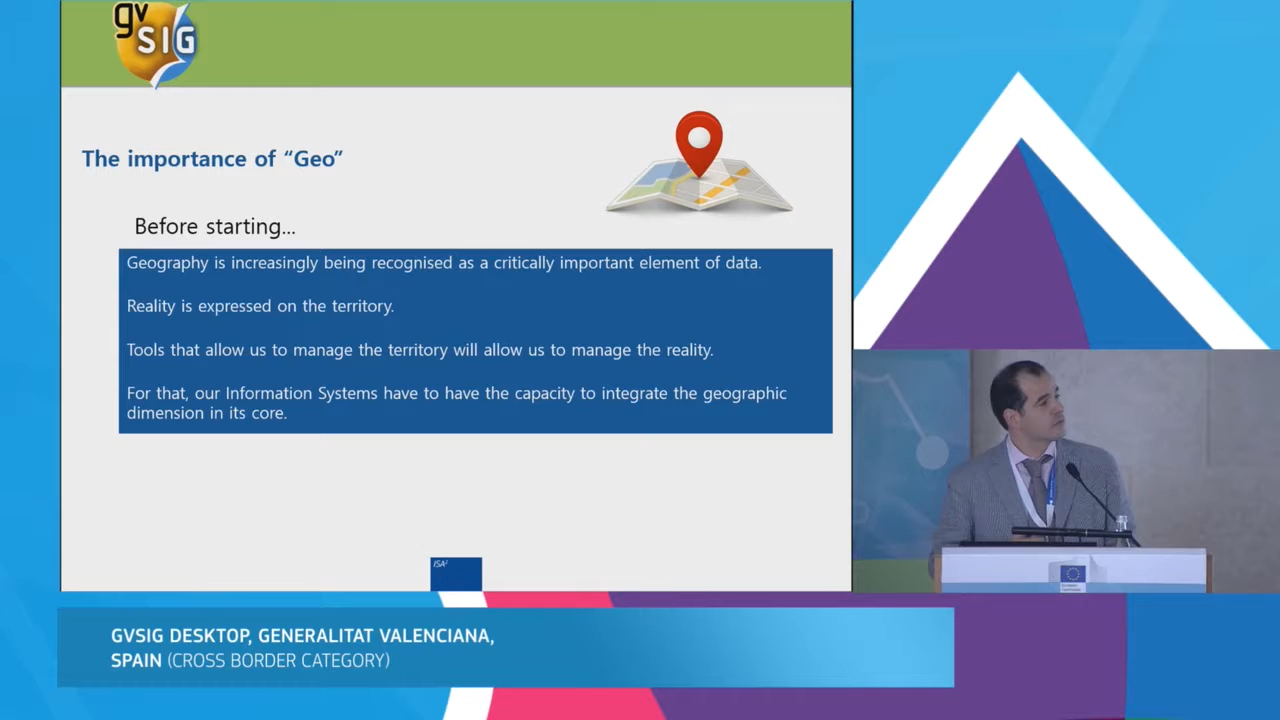 gv
SIG
The importance of “Geo”
Before starting...
Geography is increasingly being recognised as a critically important element of data.
Reality is expressed on the territory.
Tools that allow us to manage the territory will allow us to manage the reality.
For that, our Information Systems have to have the capacity to integrate the geographic
dimension in its core.
ISA²
GVSIG DESKTOP, GENERALITAT VALENCIANA,
SPAIN (CROSS BORDER CATEGORY)